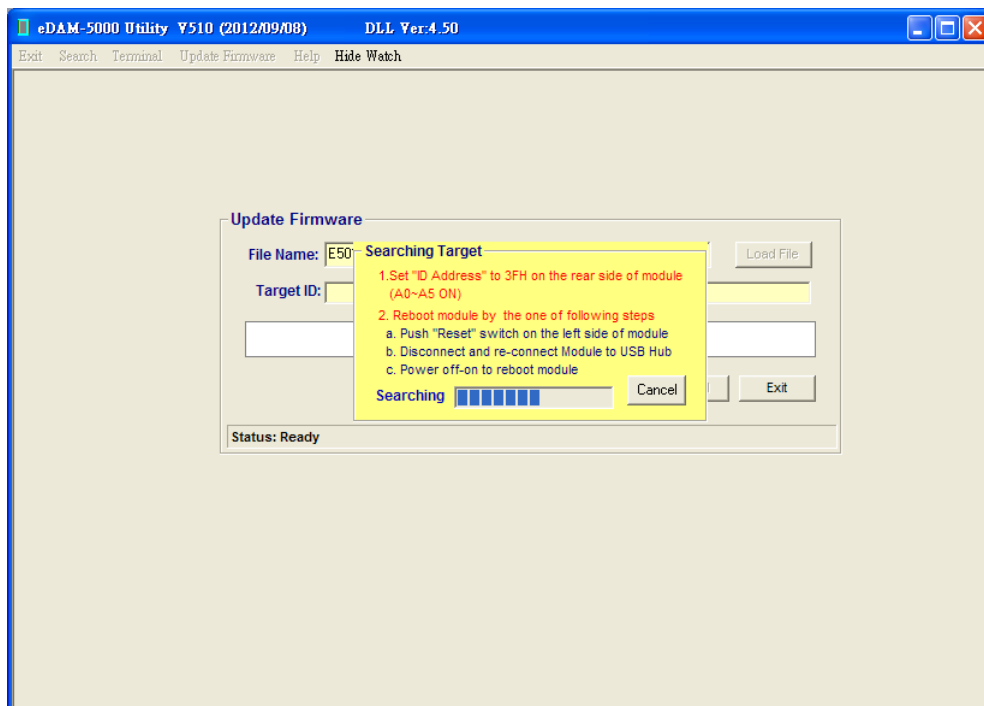 eDAM-5000 Utility V510 (2012/09/08) DLL Ver:4.50
Exit Search Terminal Update Firmware Help Hide Watch
Update Firmware
File Name: E50
Searching Target
Load File
1.Set "ID Address" to 3FH on the rear side of module
(A0~A5 ON)
Target ID:
2. Reboot module by the one of following steps
a. Push "Reset" switch on the left side of module
b. Disconnect and re-connect Module to USB Hub
c. Power off-on to reboot module
Searching
Cancel
Exit
Status: Ready